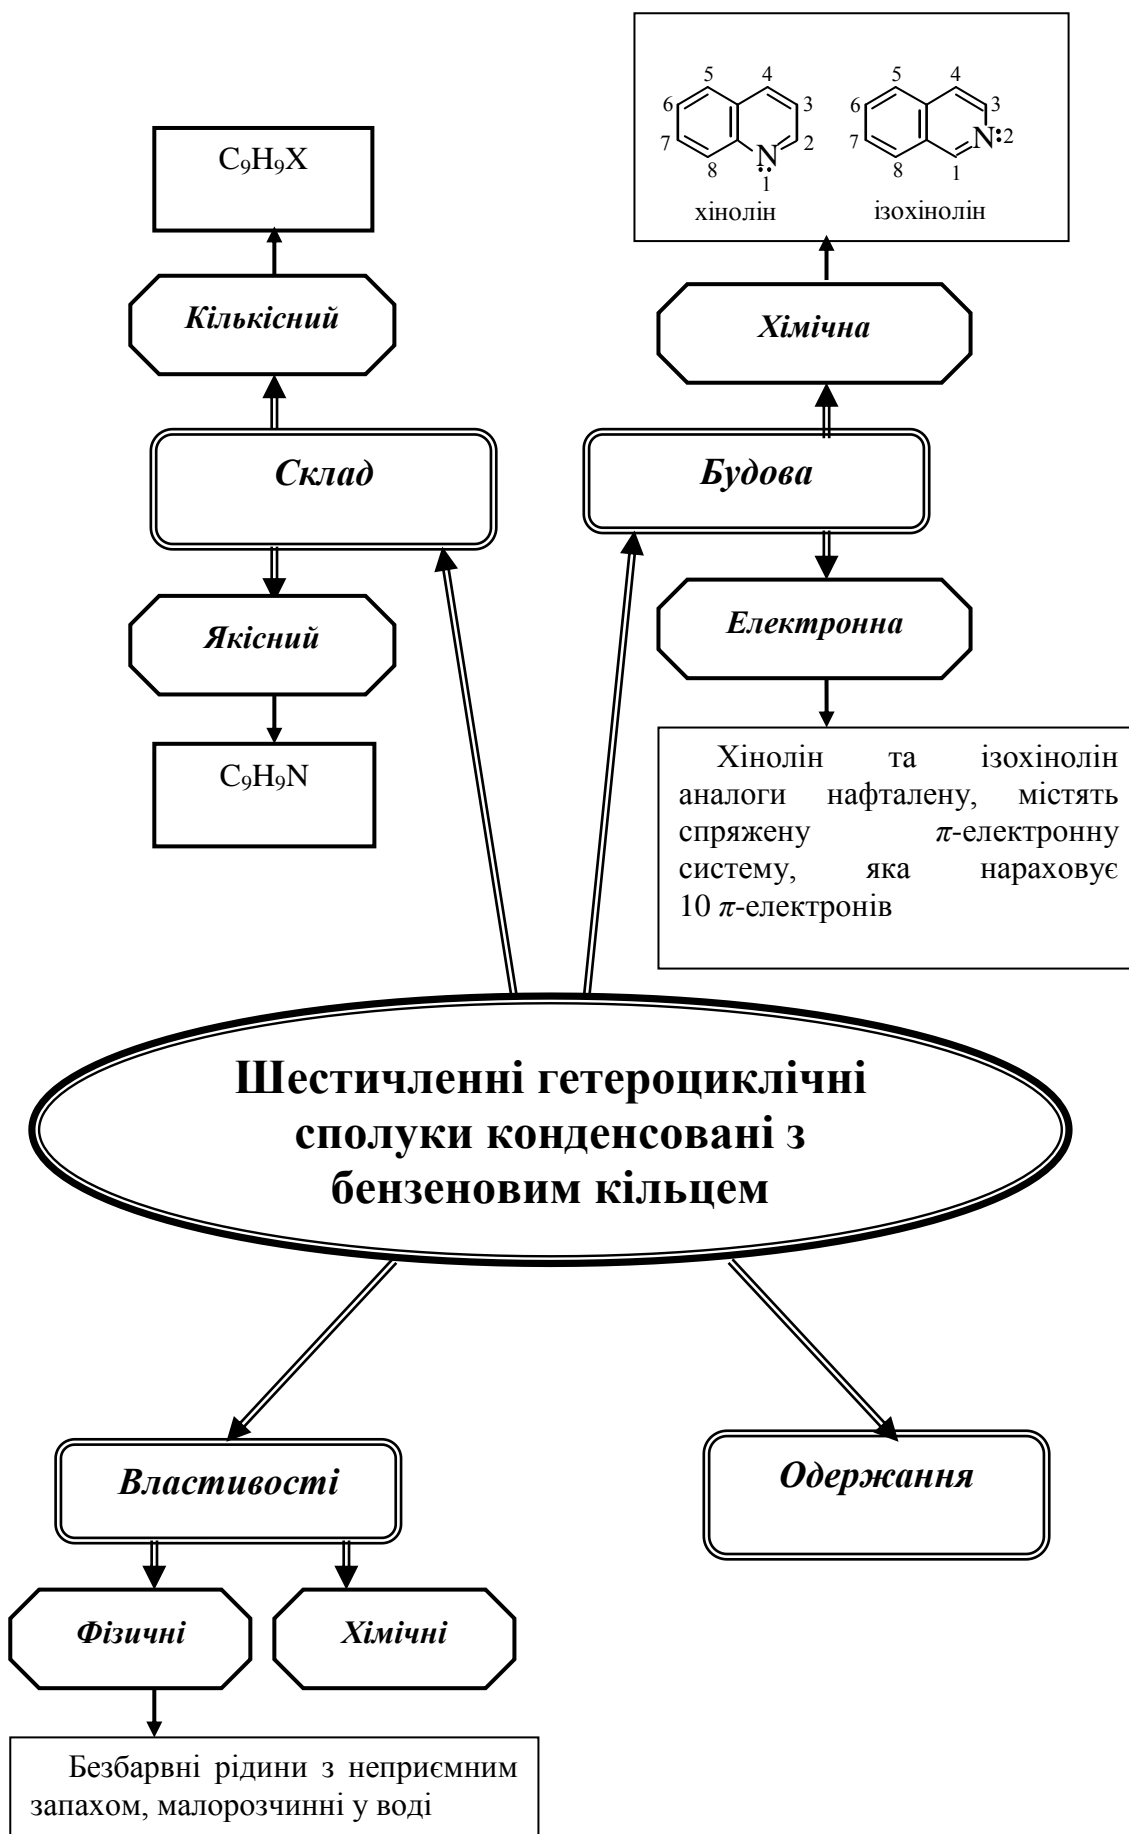 5
4
6
3
7
2
8
N
1
хінолін
5
4
6
3
7
N:2
8
1
ізохінолін
C₉H₉X
Кількісний
Хімічна
Склад
Будова
Якісний
Електронна
C₉H₉N
Хінолін та ізохінолін
аналоги нафталену, містять
спряжену π-електронну
систему, яка нараховує
10 π-електронів
Шестичленні гетероциклічні
сполуки конденсовані з
бензеновим кільцем
Властивості
Одержання
Фізичні
Хімічні
Безбарвні рідини з неприємним
запахом, малорозчинні у воді